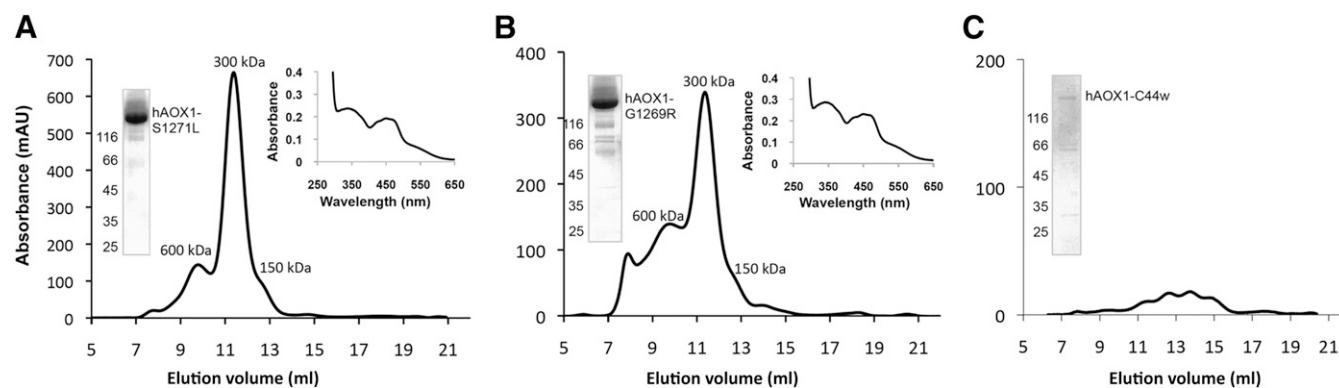 A
700
600
500
400
300
200
100
0
Absorbance (mAU)
5 7 9 11 13 15 17 19 21
Elution volume (ml)
116
66
45
35
25
hAOX1-
S1271L
600 kDa
300 kDa
150 kDa
0.4
0.3
0.2
0.1
0
Absorbance
250 350 450 550 650
Wavelength (nm)
B
400
300
200
100
0
5 7 9 11 13 15 17 19 21
Elution volume (ml)
116
66
45
35
25
hAOX1-
G1269R
600 kDa
300 kDa
150 kDa
0.4
0.3
0.2
0.1
0
Absorbance
250 350 450 550 650
Wavelength (nm)
C
200
100
0
5 7 9 11 13 15 17 19 21
Elution volume (ml)
116
66
45
35
25
hAOX1-C44w